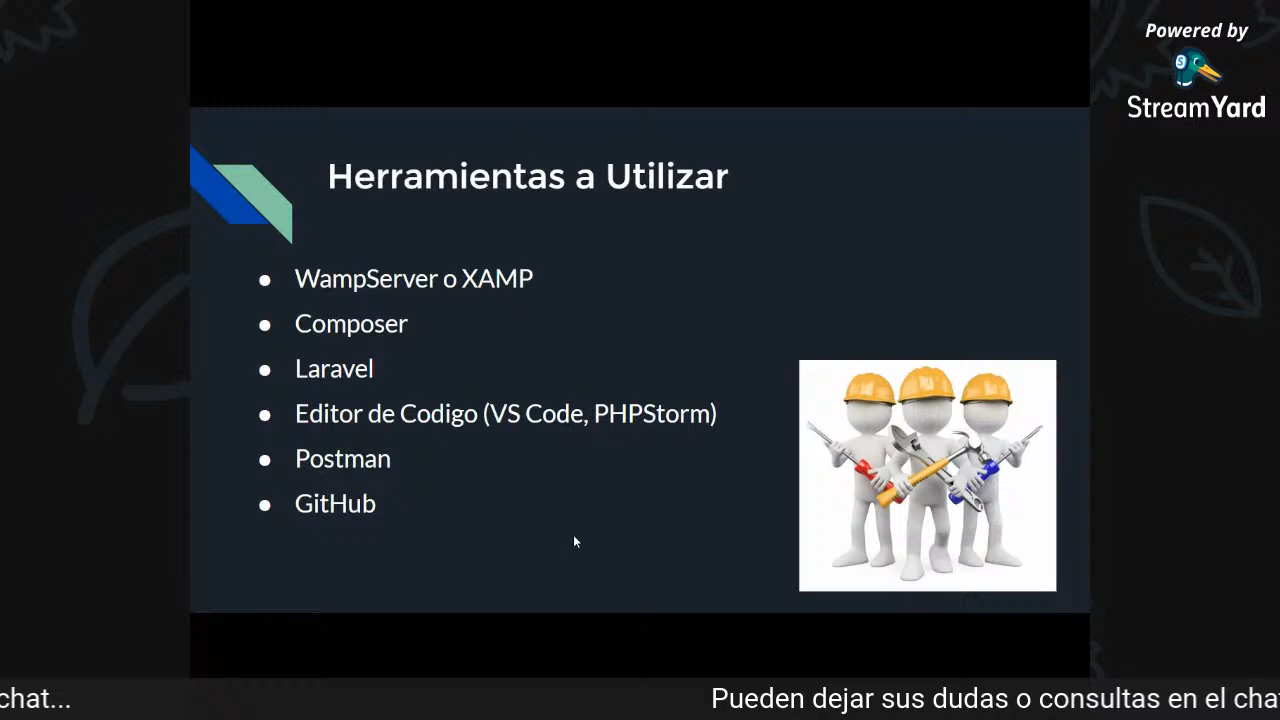 Powered by
StreamYard
Herramientas a Utilizar
● WampServer o XAMP
● Composer
● Laravel
● Editor de Codigo (VS Code, PHPStorm)
● Postman
● GitHub
chat...
Pueden dejar sus dudas o consultas en el cha